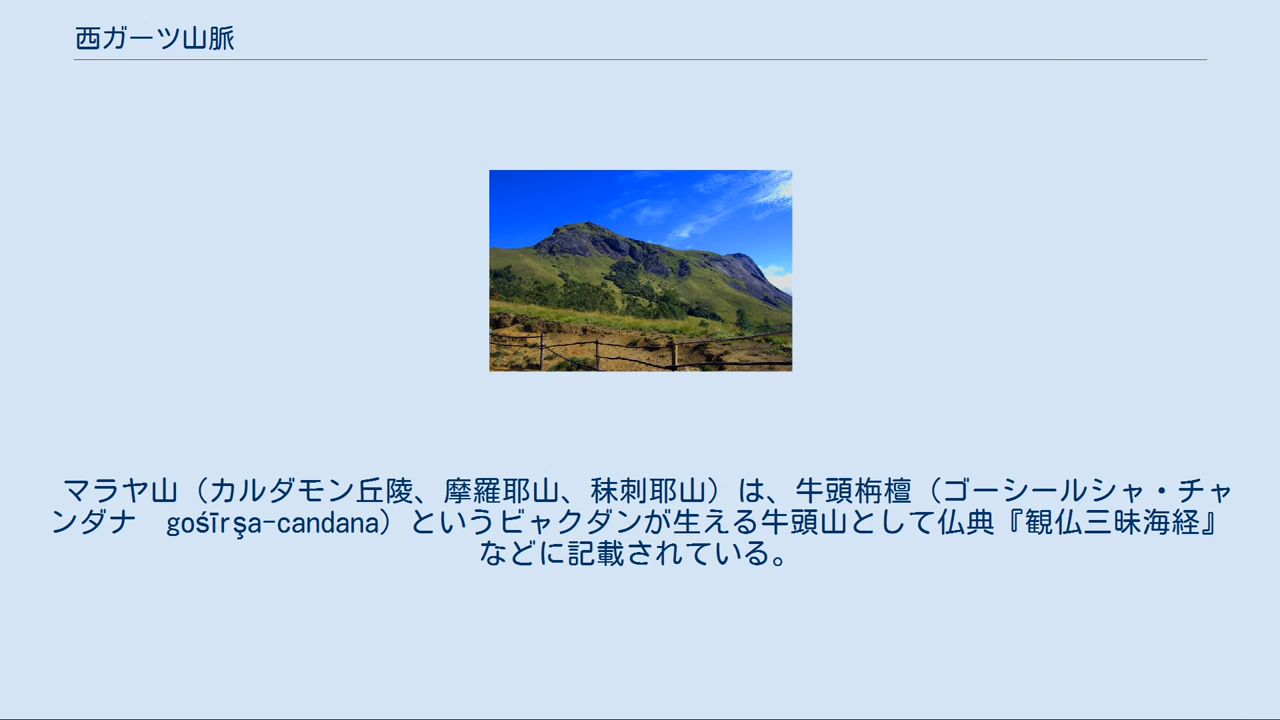 西ガーツ山脈
マラヤ山（カルダモン丘陵、摩羅耶山、秣刺耶山）は、牛頭栴檀（ゴーシールシャ・チャ
ンダナ　gośīrşa-candana）というビャクダンが生える牛頭山として仏典『観仏三昧海経』
などに記載されている。